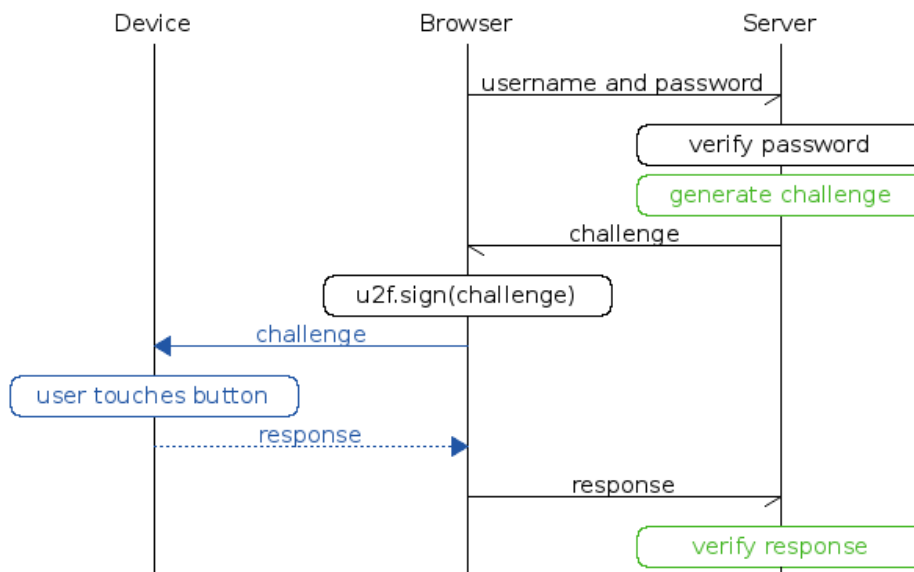 Device
Browser
Server
username and password
verify password
generate challenge
challenge
u2f.sign(challenge)
challenge
user touches button
response
response
verify response